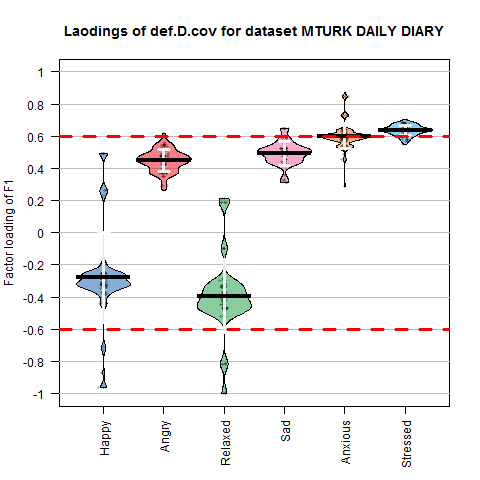 Laodings of def.D.cov for dataset MTURK DAILY DIARY
Factor loading of F1
1
0.8
0.6
0.4
0.2
0
-0.2
-0.4
-0.6
-0.8
-1
Happy
Angry
Relaxed
Sad
Anxious
Stressed